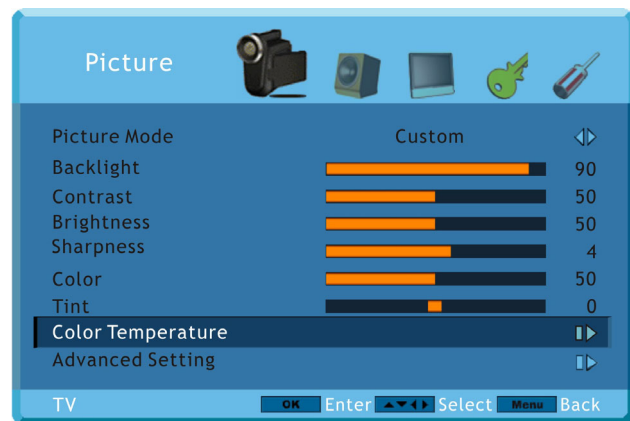 Picture
Picture Mode Custom
Backlight 90
Contrast 50
Brightness 50
Sharpness 4
Color 50
Tint 0
Color Temperature
Advanced Setting
TV OK Enter Select Menu Back